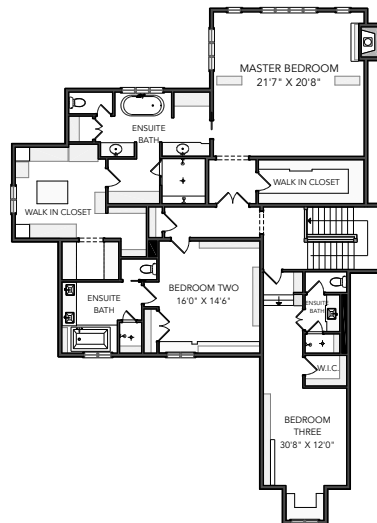 MASTER BEDROOM
21'7" X 20'8"
ENSUITE
BATH
WALK IN CLOSET
WALK IN CLOSET
BEDROOM TWO
16'0" X 14'6"
ENSUITE
BATH
ENSUITE
BATH
W.I.C.
BEDROOM
THREE
30'8" X 12'0"